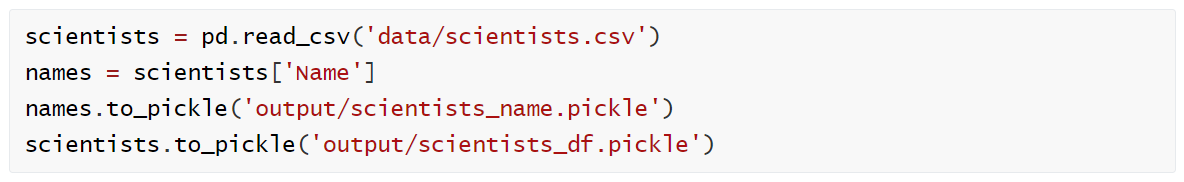 scientists = pd.read_csv('data/scientists.csv')
names = scientists['Name']
names.to_pickle('output/scientists_name.pickle')
scientists.to_pickle('output/scientists_df.pickle')